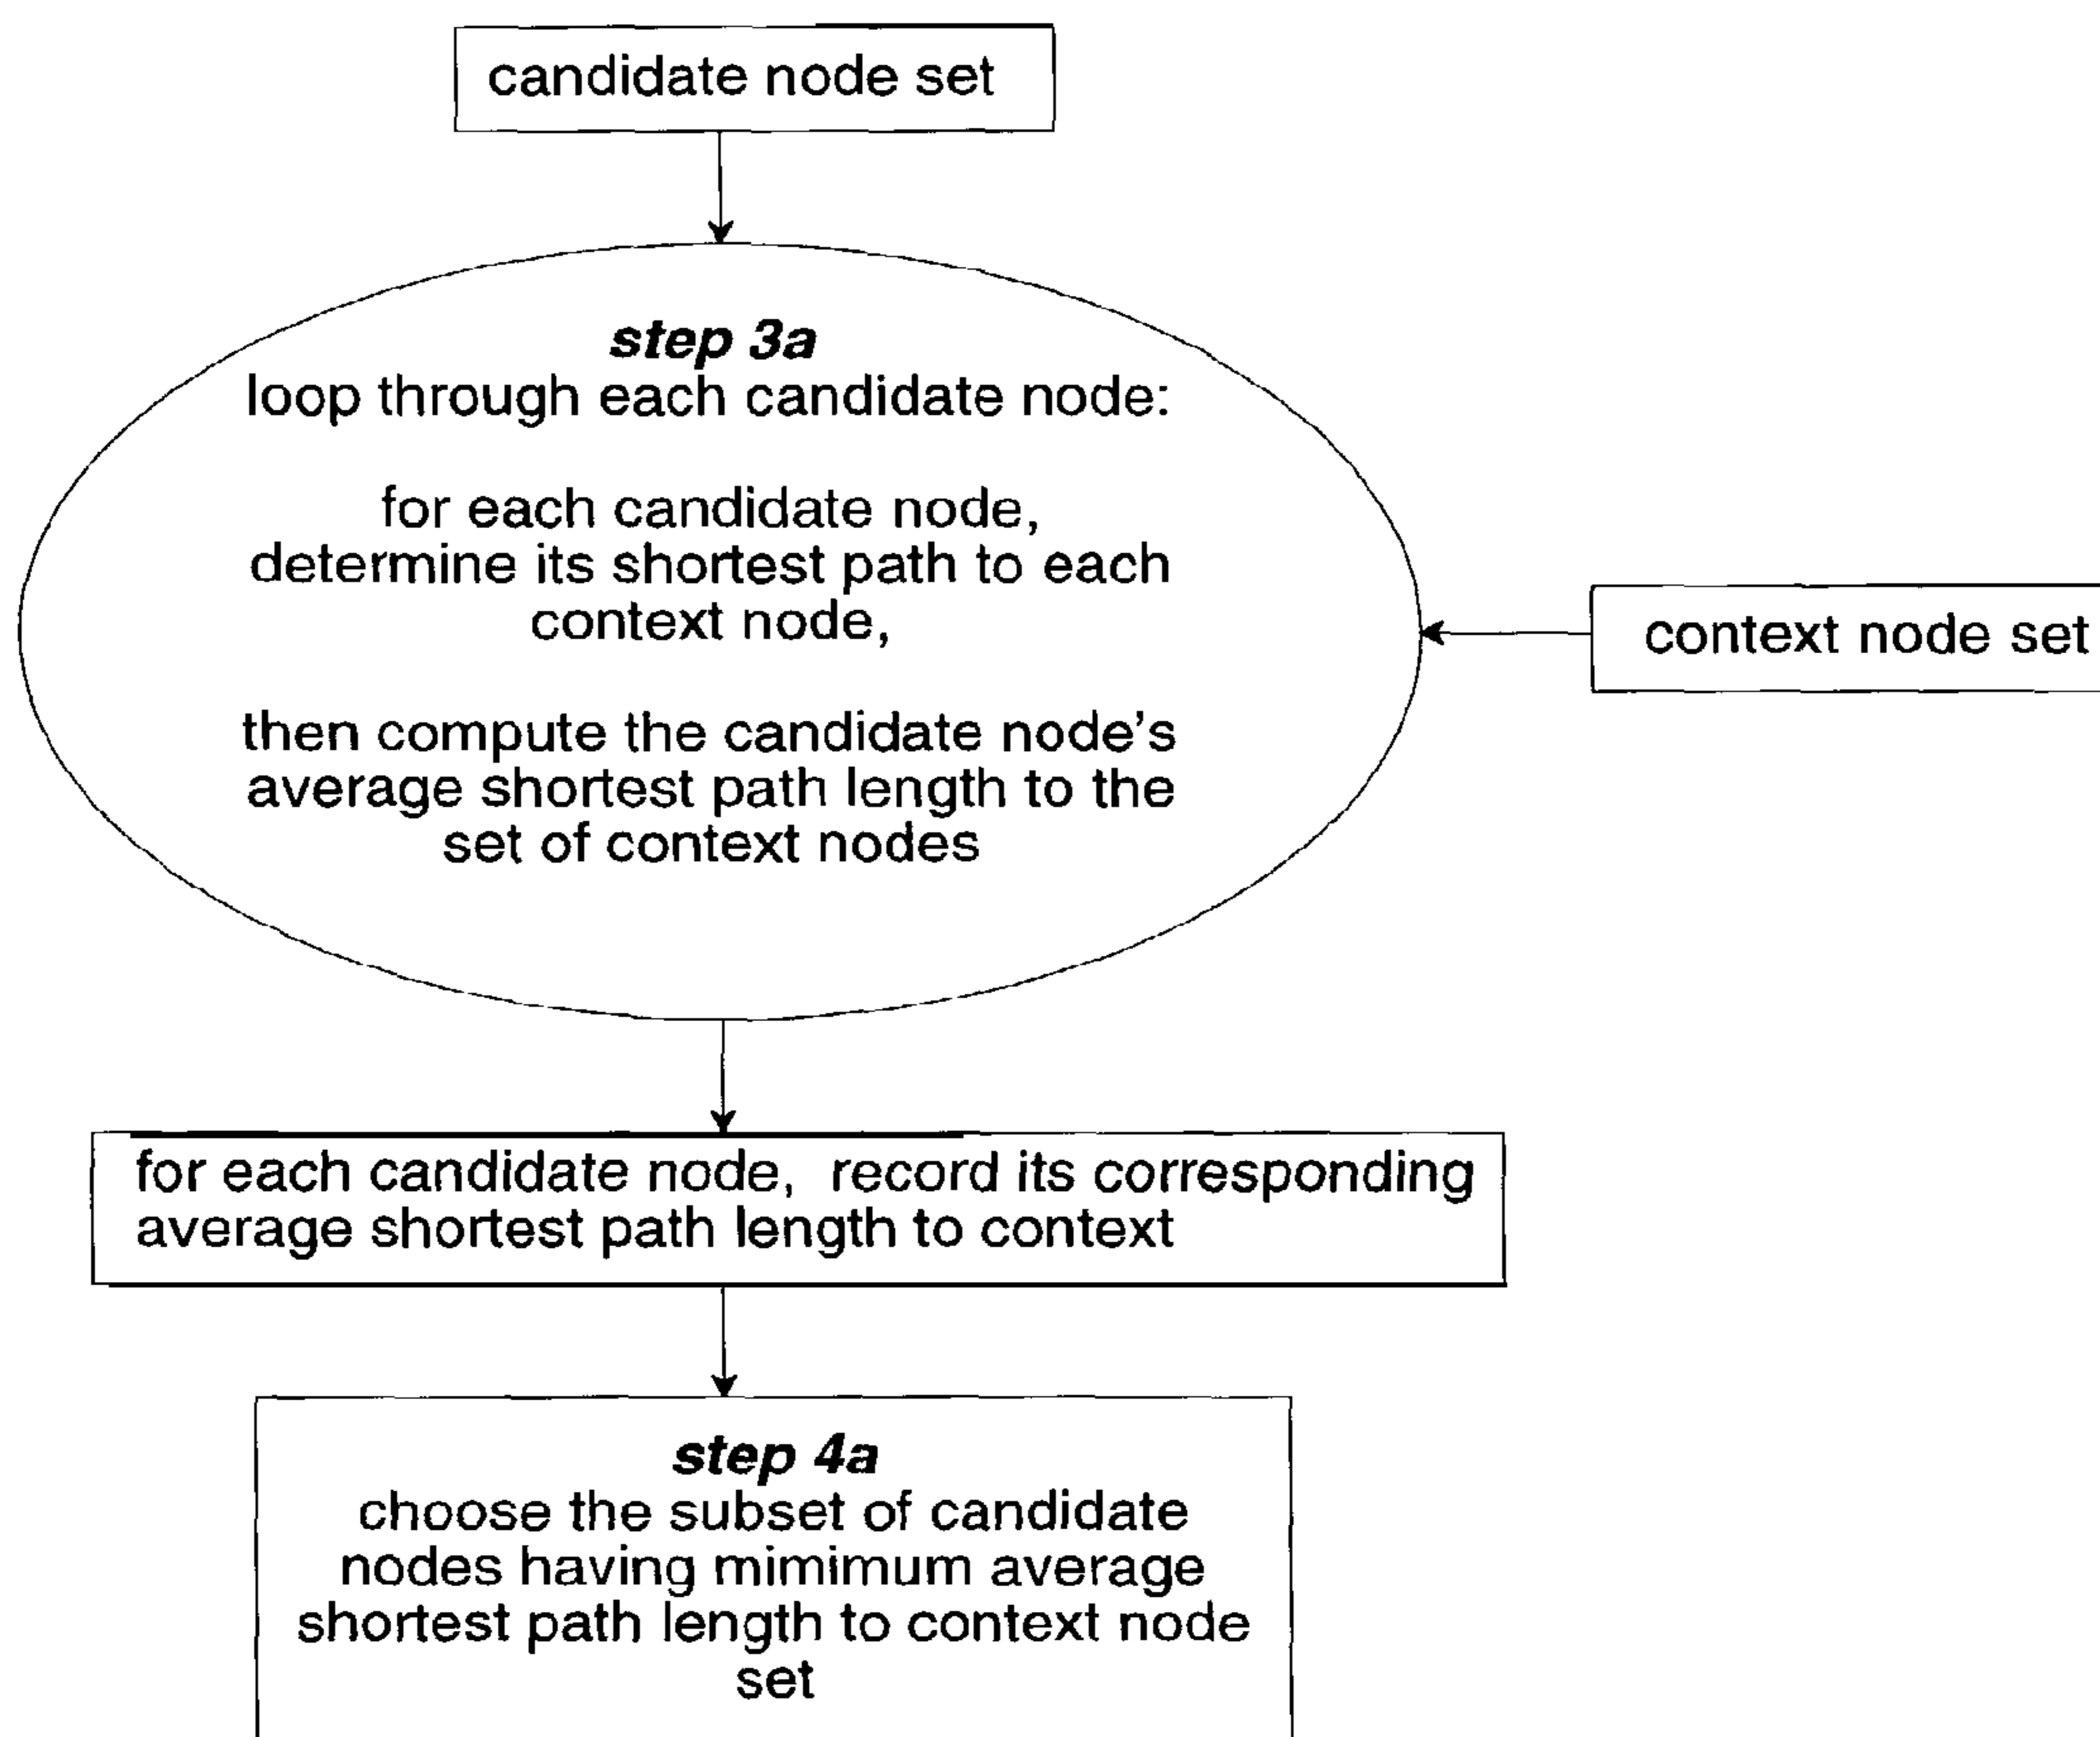 candidate node set
step 3a
loop through each candidate node:
for each candidate node,
determine its shortest path to each
context node,
then compute the candidate node's
average shortest path length to the
set of context nodes
context node set
for each candidate node, record its corresponding
average shortest path length to context
step 4a
choose the subset of candidate
nodes having mimimum average
shortest path length to context node
set